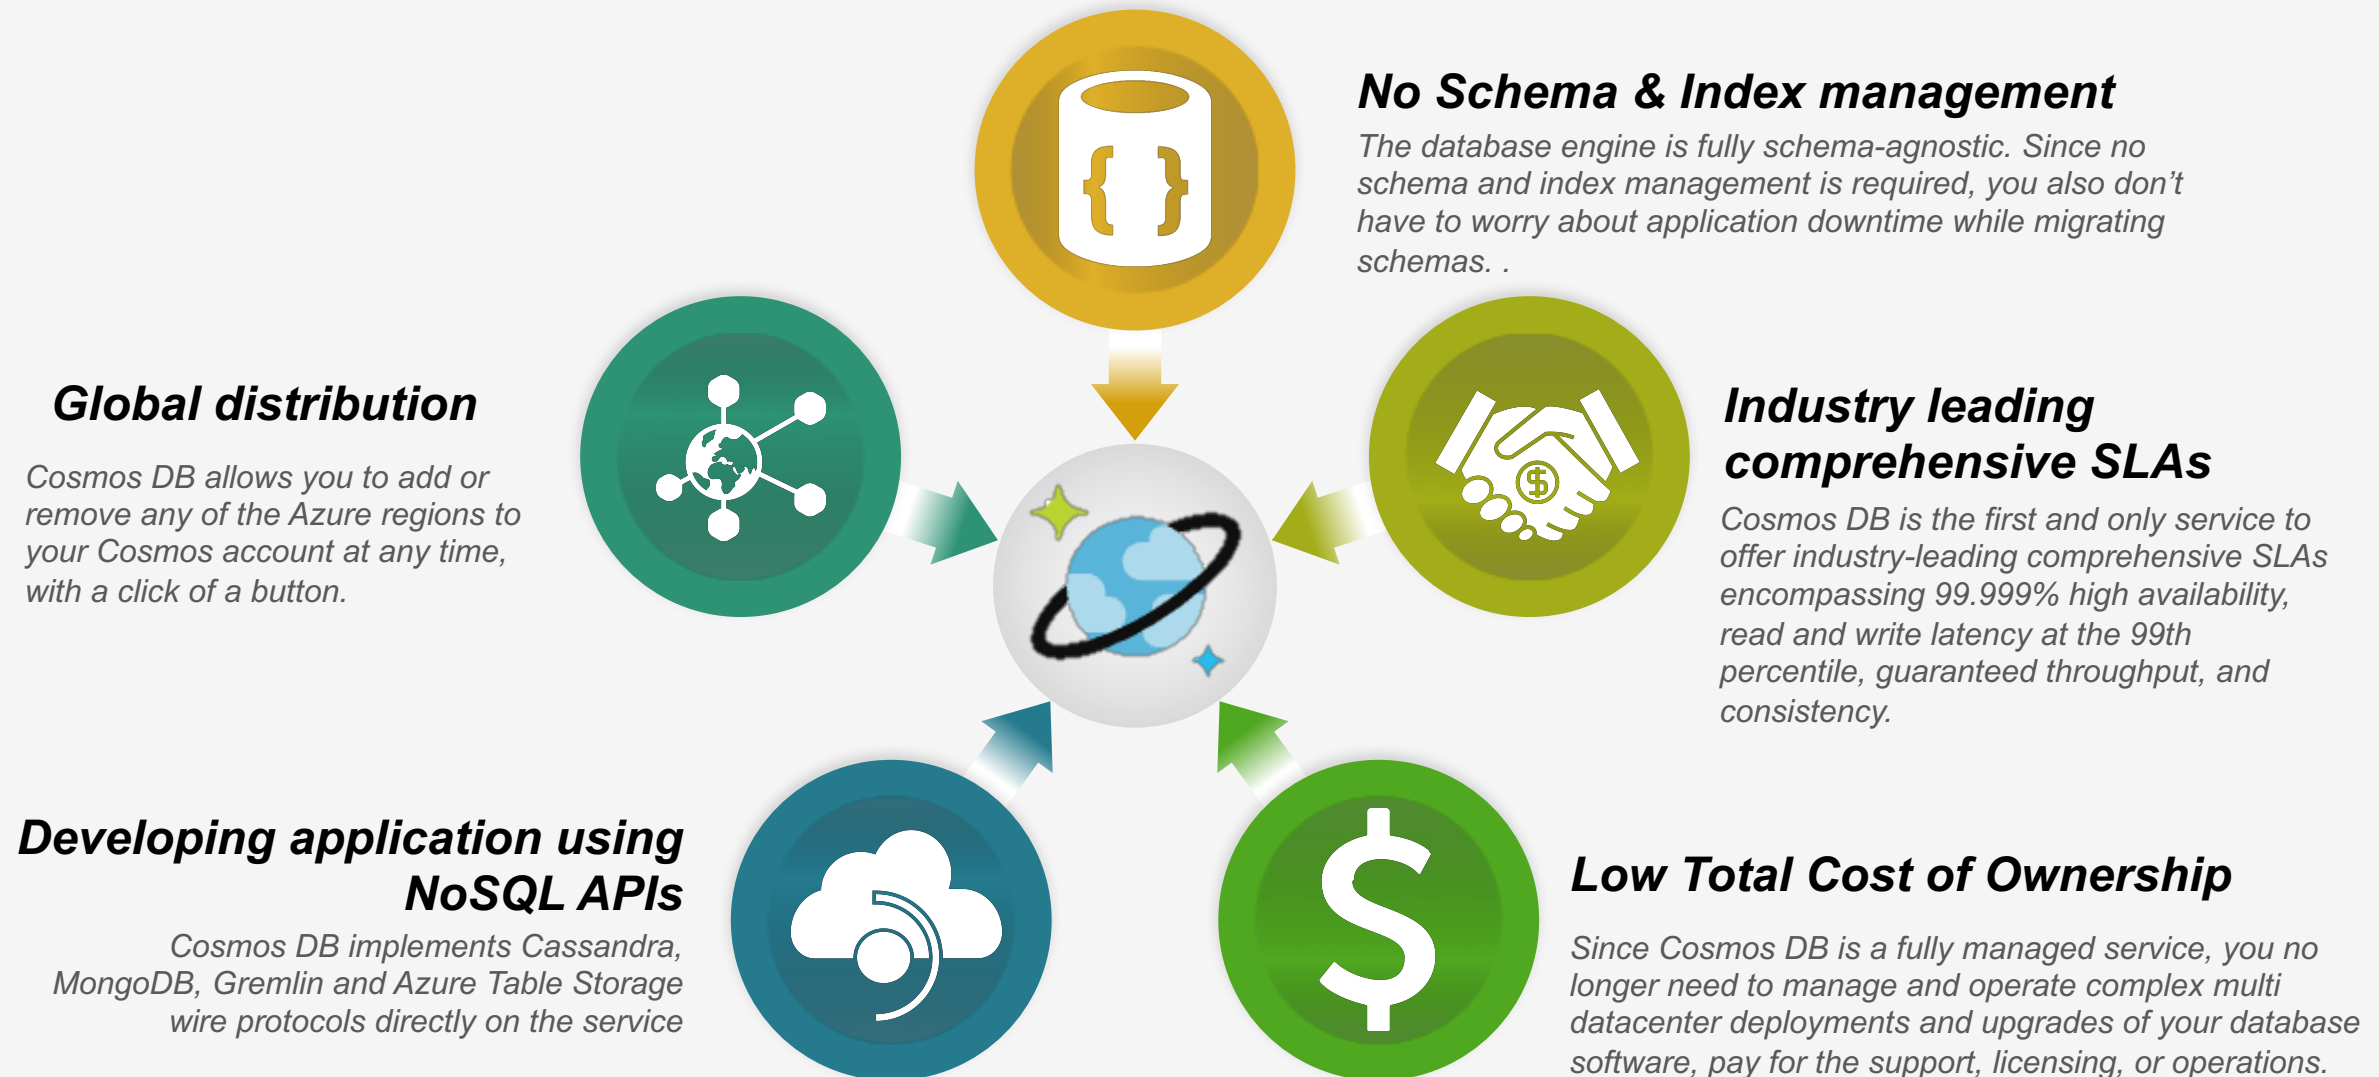 No Schema & Index management
The database engine is fully schema-agnostic. Since no
schema and index management is required, you also don't
have to worry about application downtime while migrating
schemas. .
Global distribution
Cosmos DB allows you to add or
remove any of the Azure regions to
your Cosmos account at any time,
with a click of a button.
Industry leading
comprehensive SLAs
Cosmos DB is the first and only service to
offer industry-leading comprehensive SLAs
encompassing 99.999% high availability,
read and write latency at the 99th
percentile, guaranteed throughput, and
consistency.
Developing application using
NoSQL APIs
Cosmos DB implements Cassandra,
MongoDB, Gremlin and Azure Table Storage
wire protocols directly on the service
Low Total Cost of Ownership
Since Cosmos DB is a fully managed service, you no
longer need to manage and operate complex multi
datacenter deployments and upgrades of your database
software, pay for the support, licensing, or operations.